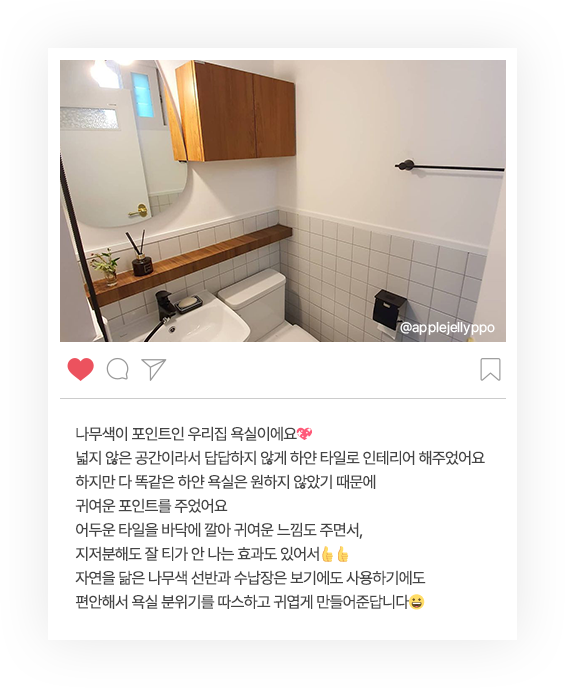 @applejellyppo
나무색이 포인트인 우리집 욕실이에요💖
넓지 않은 공간이라서 답답하지 않게 하얀 타일로 인테리어 해주었어요
하지만 다 똑같은 하얀 욕실은 원하지 않았기 때문에
귀여운 포인트를 주었어요
어두운 타일을 바닥에 깔아 귀여운 느낌도 주면서,
지저분해도 잘 티가 안 나는 효과도 있어서👍👍
자연을 닮은 나무색 선반과 수납장은 보기에도 사용하기에도
편안해서 욕실 분위기를 따스하고 귀엽게 만들어준답니다😀